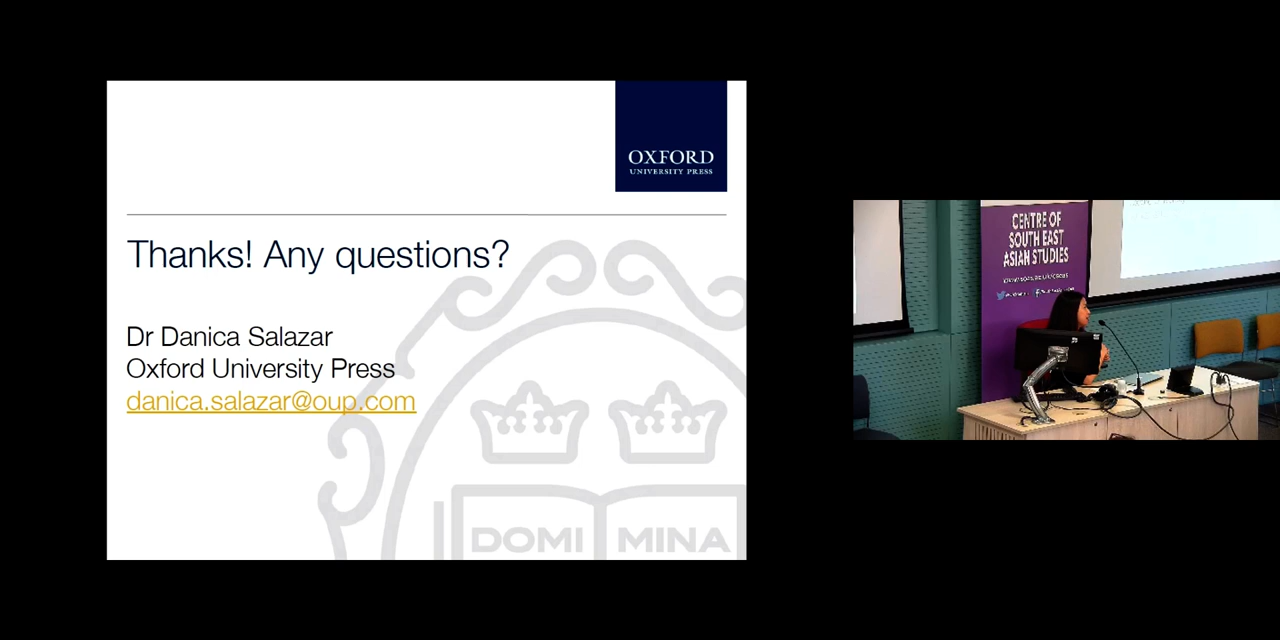 OXFORD
UNIVERSITY PRESS
Thanks! Any questions?
Dr Danica Salazar
Oxford University Press
danica.salazar@oup.com
DOMI MINA
CENTRE OF
SOUTH EAST
ASIAN STUDIES